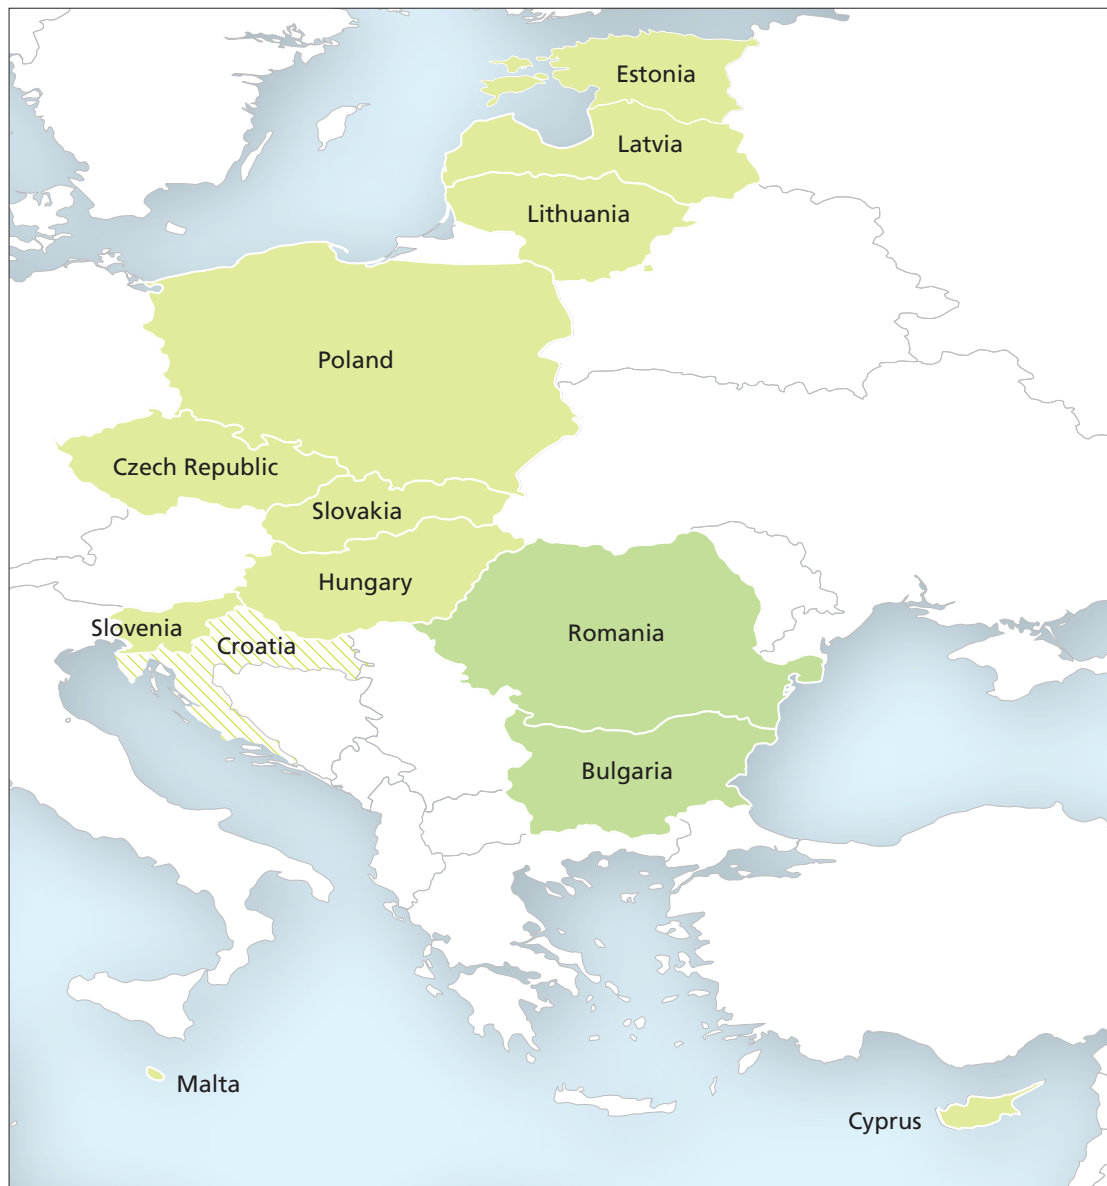 Estonia
Latvia
Lithuania
Poland
Czech Republic
Slovakia
Hungary
Slovenia
Croatia
Romania
Bulgaria
Malta
Cyprus